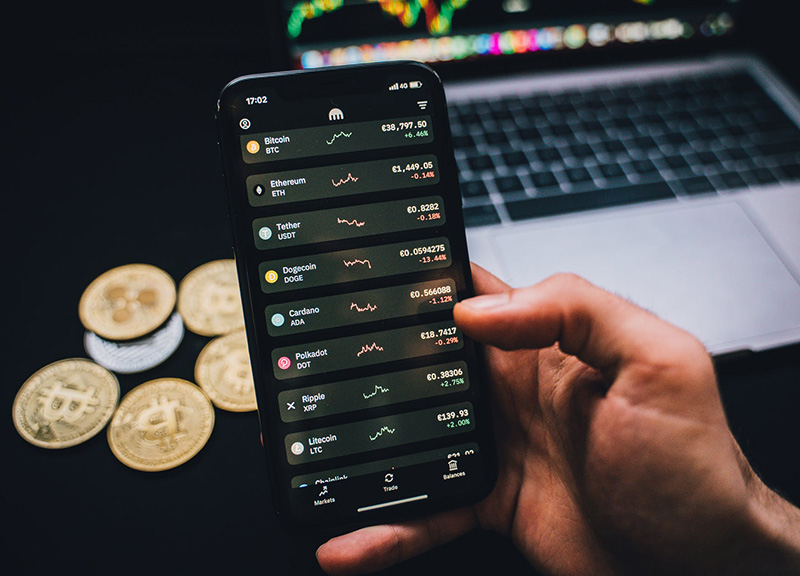 17:02
4G
Bitcoin
BTC
€38,797.50
+6.46%
Ethereum
ETH
€1,449.05
-0.14%
Tether
USDT
€0.8282
-0.18%
Dogecoin
DOGE
€0.0594275
-13.44%
Cardano
ADA
€0.566088
-1.12%
Polkadot
DOT
€18.7417
-0.29%
Ripple
XRP
€0.38306
+2.75%
Litecoin
LTC
€139.93
+2.00%
Chainlink
Markets
Trade
Balances